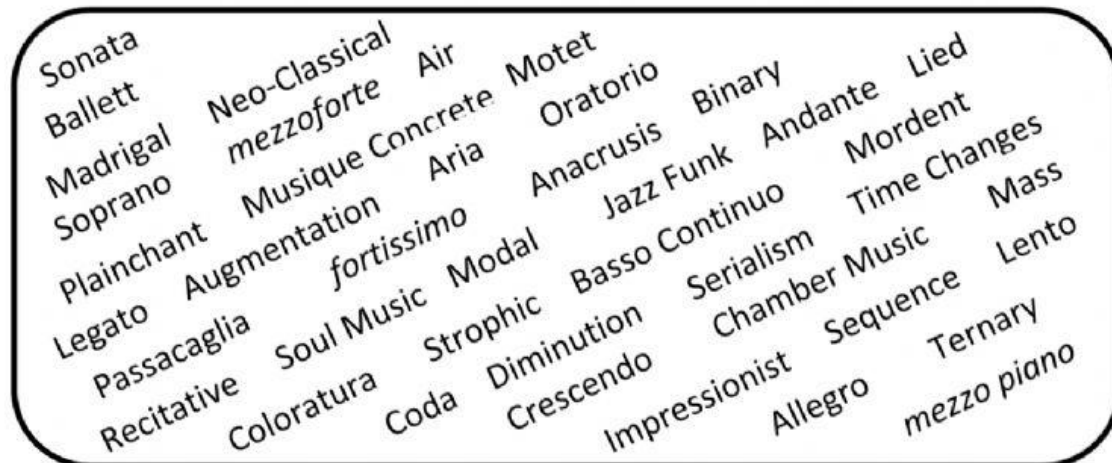 Sonata
Ballett
Neo-Classical
Air
Madrigal
mezzoforte
Motet
Soprano
Musique Concrete
Oratorio
Binary
Lied
Plainchant
Augmentation
Aria
Anacrusis
Andante
Mordent
Legato
fortissimo
Jazz Funk
Time Changes
Passacaglia
Soul Music
Modal
Basso Continuo
Mass
Recitative
Strophic
Serialism
Chamber Music
Lento
Coloratura
Diminution
Sequence
Coda
Crescendo
Ternary
Impressionist
Allegro
mezzo piano